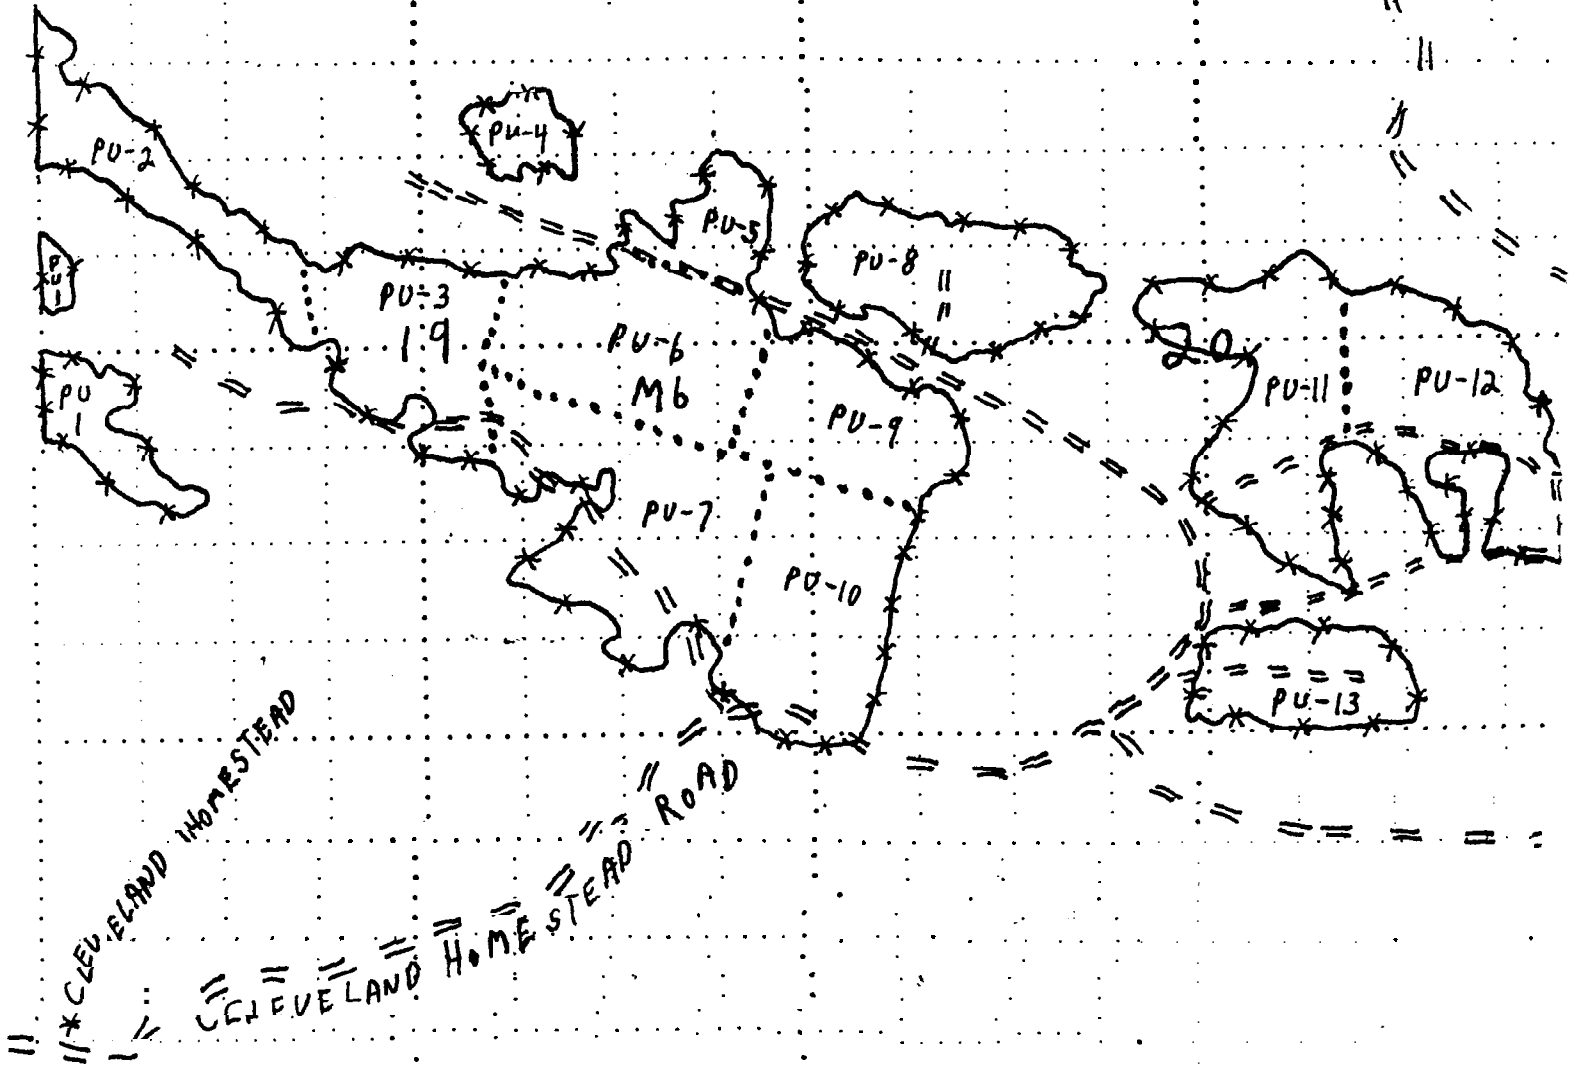 PU-2
PU-4
PU-5
PU-8
PU
1
PU-3
19
PU-6
M6
20
PU-11
PU-12
PU
1
PU-9
PU-7
PU-10
PU-13
CLEVELAND HOMESTEAD
CLEVELAND HOMESTEAD ROAD